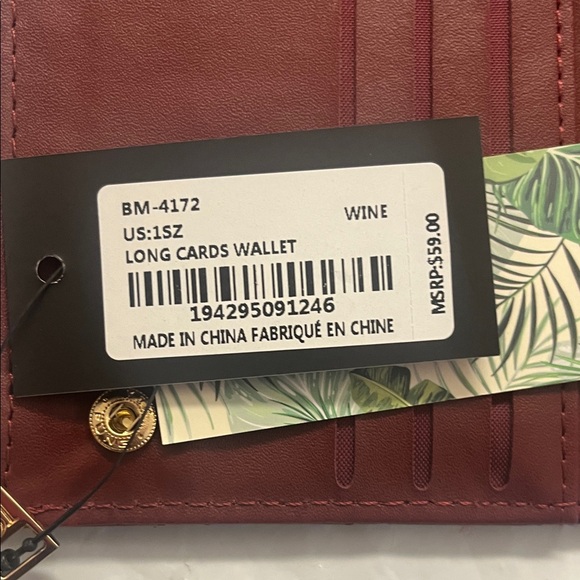 BM-4172
US:1SZ
WINE
LONG CARDS WALLET
194295091246
MADE IN CHINA FABRIQUÉ EN CHINE
MSRP:$59.00